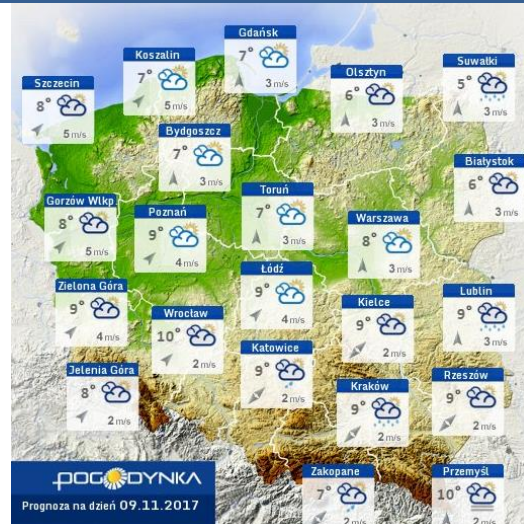 Gdańsk
7°
3 m/s
Koszalin
7°
5 m/s
Suwałki
5°
3 m/s
Olsztyn
6°
3 m/s
Szczecin
8°
5 m/s
Bydgoszcz
7°
3 m/s
Białystok
6°
3 m/s
Toruń
7°
3 m/s
Gorzów Wlkp
8°
5 m/s
Poznań
9°
4 m/s
Warszawa
8°
3 m/s
Łódź
9°
4 m/s
Zielona Góra
9°
4 m/s
Lublin
9°
3 m/s
Kielce
9°
2 m/s
Wrocław
10°
2 m/s
Katowice
9°
2 m/s
Jelenia Góra
8°
2 m/s
Rzeszów
9°
2 m/s
Kraków
9°
2 m/s
Zakopane
7°
2 m/s
Przemyśl
10°
2 m/s
POGODYNKA
Prognoza na dzień 09.11.2017